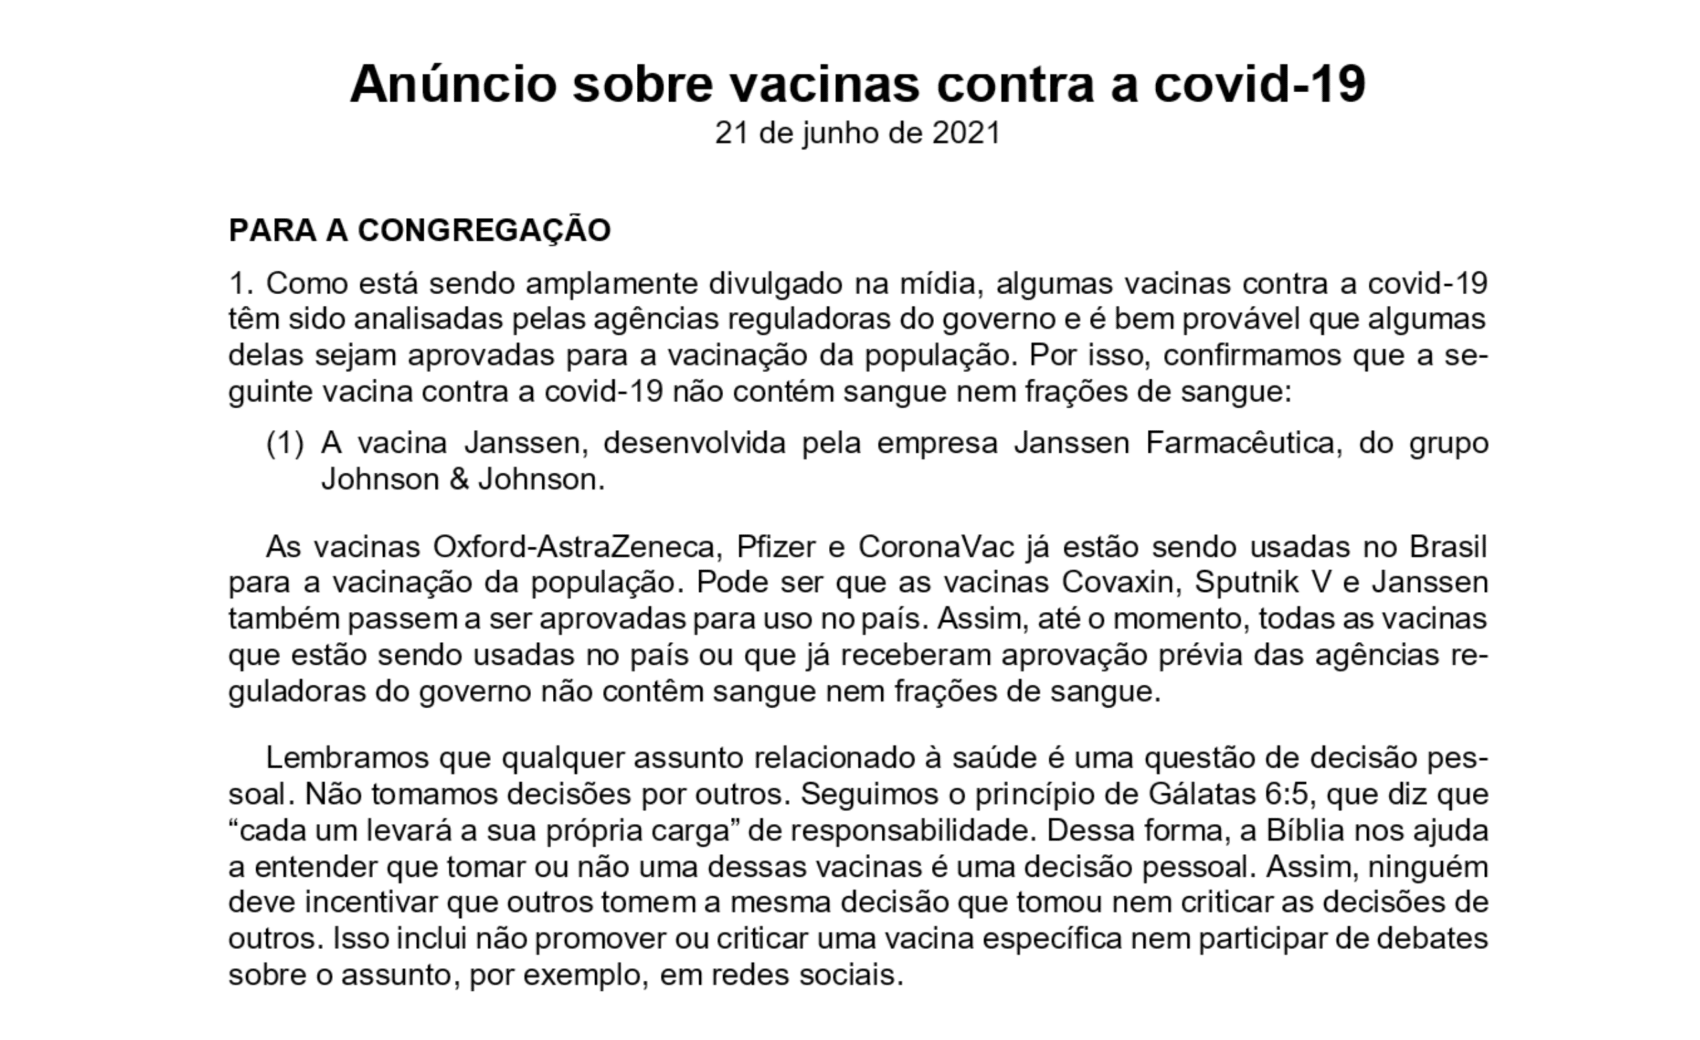 Anúncio sobre vacinas contra a covid-19
21 de junho de 2021
PARA A CONGREGAÇÃO
1. Como está sendo amplamente divulgado na mídia, algumas vacinas contra a covid-19
têm sido analisadas pelas agências reguladoras do governo e é bem provável que algumas
delas sejam aprovadas para a vacinação da população. Por isso, confirmamos que a se-
guinte vacina contra a covid-19 não contém sangue nem frações de sangue:
(1) A vacina Janssen, desenvolvida pela empresa Janssen Farmacêutica, do grupo
Johnson & Johnson.
As vacinas Oxford-AstraZeneca, Pfizer e CoronaVac já estão sendo usadas no Brasil
para a vacinação da população. Pode ser que as vacinas Covaxin, Sputnik V e Janssen
também passem a ser aprovadas para uso no país. Assim, até o momento, todas as vacinas
que estão sendo usadas no país ou que já receberam aprovação prévia das agências re-
guladoras do governo não contêm sangue nem frações de sangue.
Lembramos que qualquer assunto relacionado à saúde é uma questão de decisão pes-
soal. Não tomamos decisões por outros. Seguimos o princípio de Gálatas 6:5, que diz que
“cada um levará a sua própria carga” de responsabilidade. Dessa forma, a Bíblia nos ajuda
a entender que tomar ou não uma dessas vacinas é uma decisão pessoal. Assim, ninguém
deve incentivar que outros tomem a mesma decisão que tomou nem criticar as decisões de
outros. Isso inclui não promover ou criticar uma vacina específica nem participar de debates
sobre o assunto, por exemplo, em redes sociais.